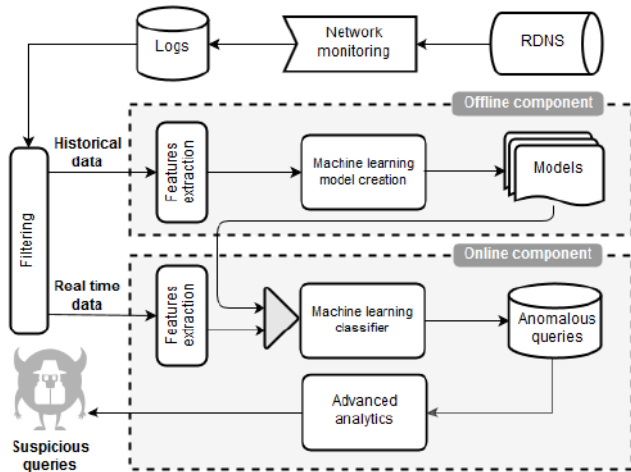 Logs
Network
monitoring
RDNS
Offline component
Historical
data
Features
extraction
Machine learning
model creation
Models
Filtering
Online component
Real time
data
Features
extraction
Machine learning
classifier
Anomalous
queries
Advanced
analytics
Suspicious
queries